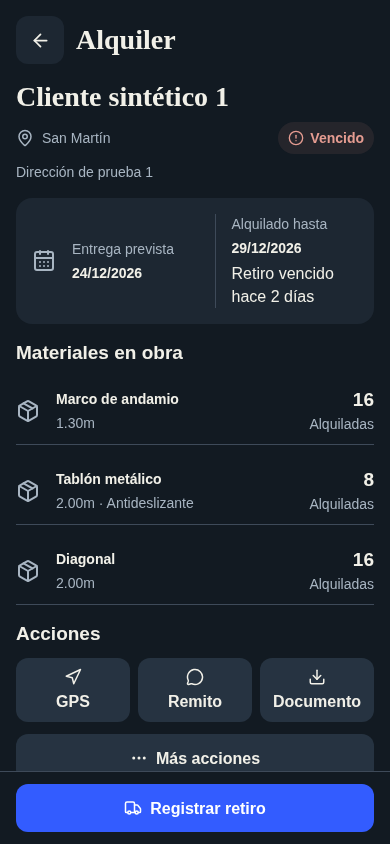 Alquiler
Cliente sintético 1
San Martín
Vencido
Dirección de prueba 1
Entrega prevista
24/12/2026
Alquilado hasta
29/12/2026
Retiro vencido
hace 2 días
Materiales en obra
Marco de andamio
1.30m
16
Alquiladas
Tablón metálico
2.00m · Antideslizante
8
Alquiladas
Diagonal
2.00m
16
Alquiladas
Acciones
GPS
Remito
Documento
Más acciones
Registrar retiro